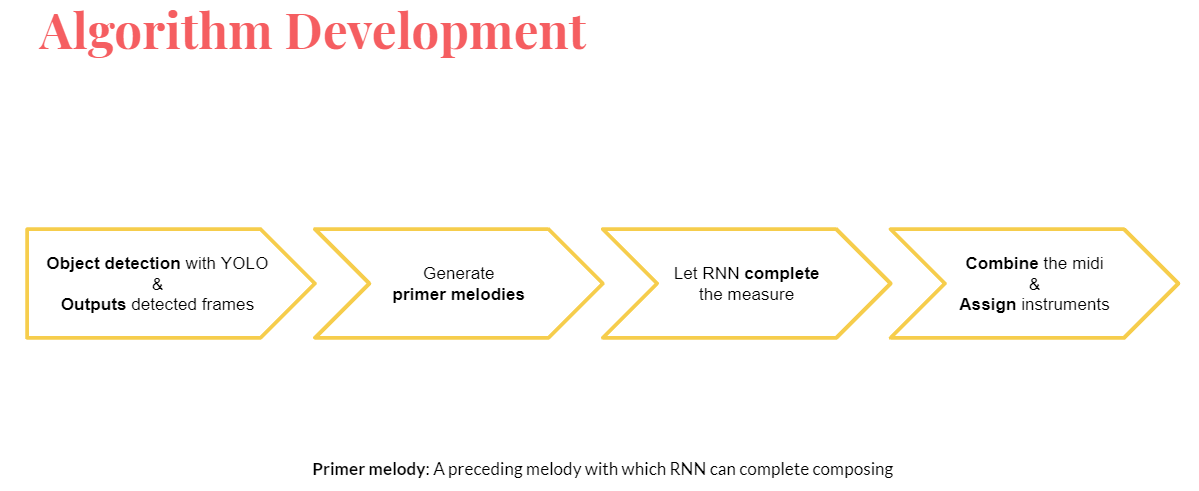 Algorithm Development
Object detection with YOLO
&
Outputs detected frames
Generate
primer melodies
Let RNN complete
the measure
Combine the midi
&
Assign instruments
Primer melody: A preceding melody with which RNN can complete composing